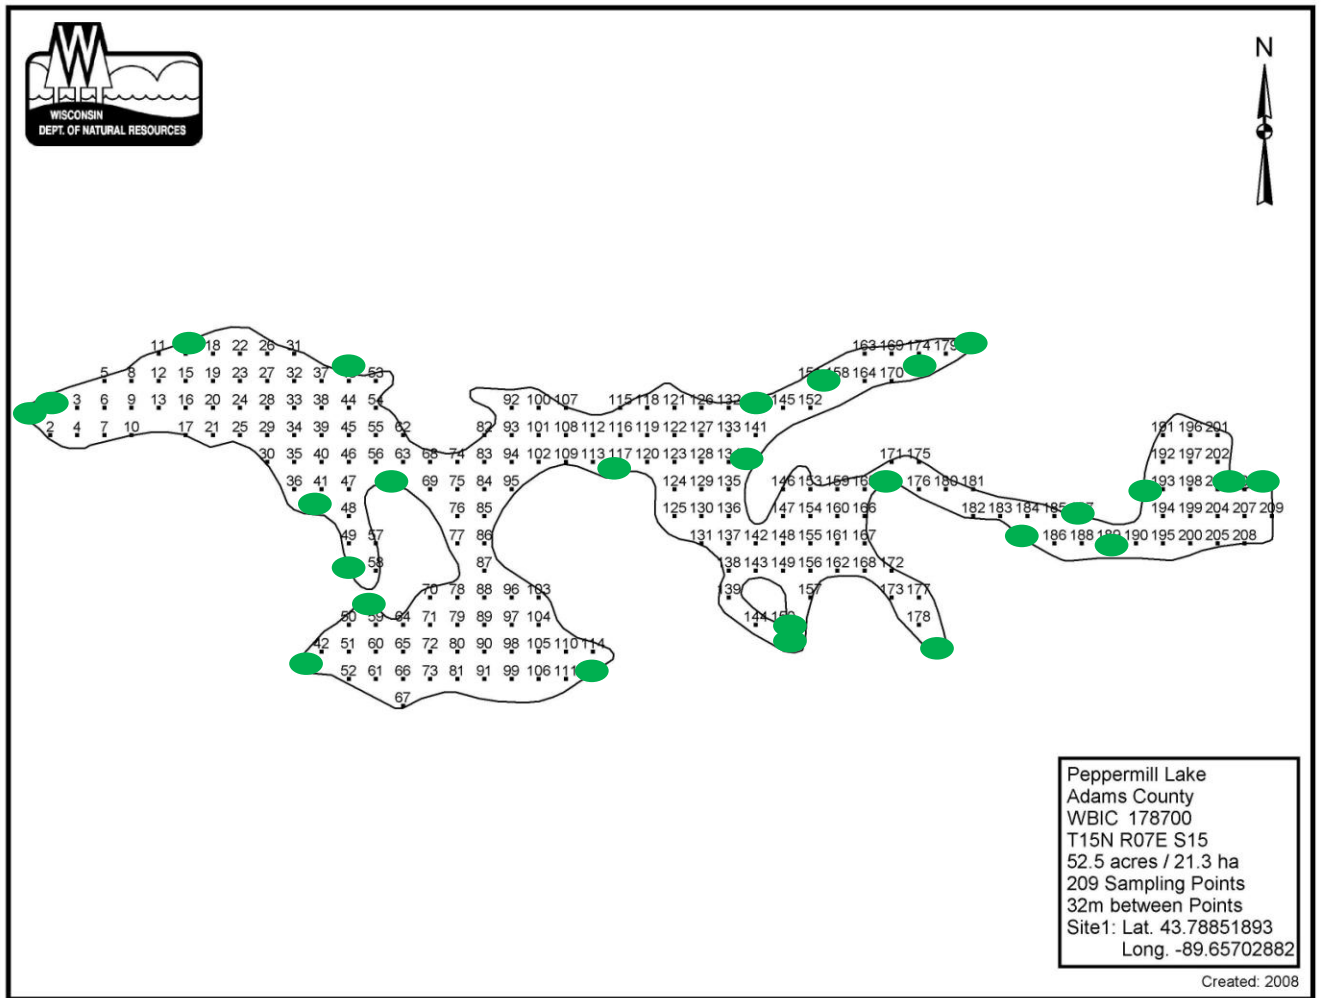 WISCONSIN
DEPT. OF NATURAL RESOURCES
N
11 18 22 26 31 163 169 174 179
5 8 12 15 19 23 27 32 37 53 158 164 170
3 6 9 13 16 20 24 28 33 38 44 54 92 100 107 115 118 121 126 132 145 152
2 4 7 10 17 21 25 29 34 39 45 55 62 82 93 101 108 112 116 119 122 127 133 141 191 196 201
30 35 40 46 56 63 68 74 83 94 102 109 113 117 120 123 128 171 175 192 197 202
36 41 47 69 75 84 95 124 129 135 146 153 159 176 180 181 193 198
48 76 85 125 130 136 147 154 160 166 182 183 184 185 194 199 204 207 209
49 57 77 86 131 137 142 148 155 161 167 186 188 190 195 200 205 208
58 87 138 143 149 156 162 168 172
70 78 88 96 103 139 157 173 177
50 59 64 71 79 89 97 104 144 150 178
42 51 60 65 72 80 90 98 105 110 114
52 61 66 73 81 91 99 106 111
67
Peppermill Lake
Adams County
WBIC 178700
T15N R07E S15
52.5 acres / 21.3 ha
209 Sampling Points
32m between Points
Site1: Lat. 43.78851893
Long. -89.65702882
Created: 2008